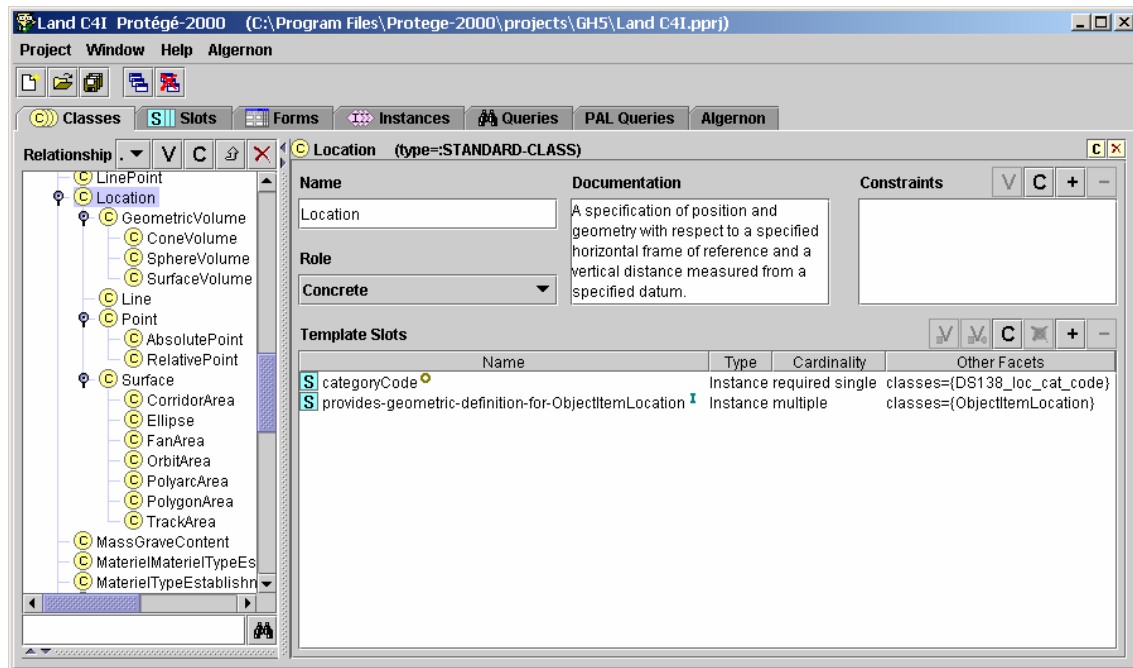 Land C4I Protégé-2000 (C:\Program Files\Protege-2000\projects\GH5\Land C4I.pprj)
Project Window Help Algernon
C Classes S Slots Forms I Instances Queries PAL Queries Algernon
Relationship . V C
C Location (type=:STANDARD-CLASS) C
C LinePoint
C Location
C GeometricVolume
C ConeVolume
C SphereVolume
C SurfaceVolume
C Line
C Point
C AbsolutePoint
C RelativePoint
C Surface
C CorridorArea
C Ellipse
C FanArea
C OrbitArea
C PolyarcArea
C PolygonArea
C TrackArea
C MassGraveContent
C MaterielMaterielTypeEs
C MaterielTypeEstablishn
Name
Location
Role
Concrete
Documentation
A specification of position and
geometry with respect to a specified
horizontal frame of reference and a
vertical distance measured from a
specified datum.
Constraints V C + −
Template Slots V V C + −
Name Type Cardinality Other Facets
S categoryCode Instance required single classes={DS138_loc_cat_code}
S provides-geometric-definition-for-ObjectItemLocation I Instance multiple classes={ObjectItemLocation}